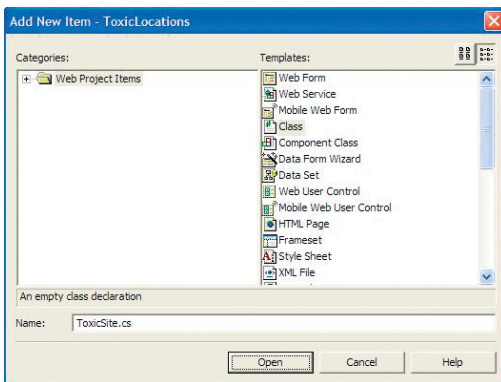 Add New Item - ToxicLocations
Categories:
Templates:
Web Project Items
Web Form
Web Service
Mobile Web Form
Class
Component Class
Data Form Wizard
Data Set
Web User Control
Mobile Web User Control
HTML Page
Frameset
Style Sheet
XML File
An empty class declaration
Name: ToxicSite.cs
Open Cancel Help